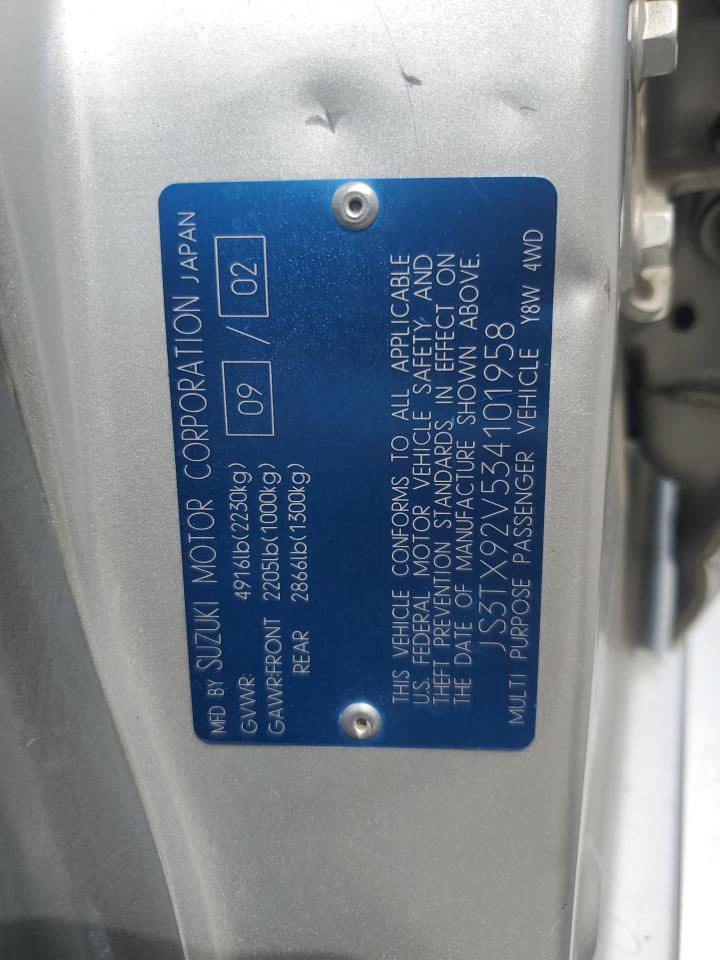 MFD BY SUZUKI MOTOR CORPORATION JAPAN
GVWR: 4916lb(2230kg) 09 / 02
GAWR:FRONT 2205lb(1000kg)
REAR 2866lb(1300kg)
THIS VEHICLE CONFORMS TO ALL APPLICABLE
U.S. FEDERAL MOTOR VEHICLE SAFETY AND
THEFT PREVENTION STANDARDS IN EFFECT ON
THE DATE OF MANUFACTURE SHOWN ABOVE.
JS3TX92V534101958
MULTI PURPOSE PASSENGER VEHICLE Y8W 4WD